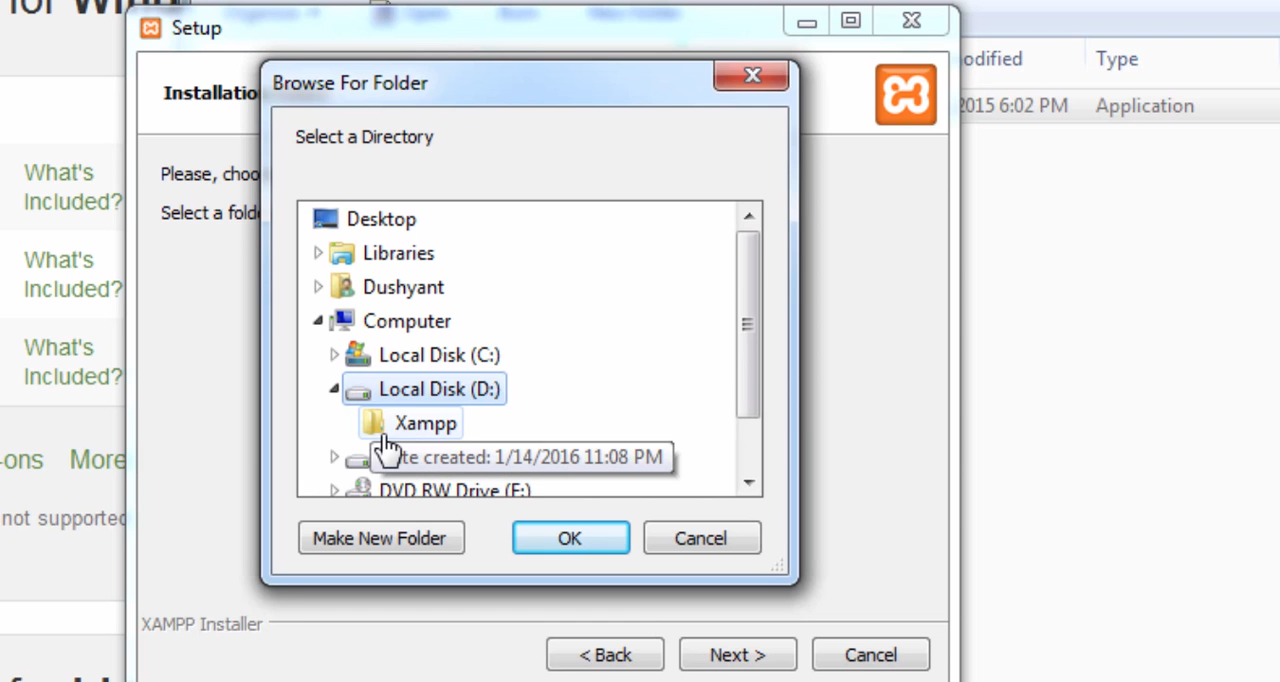 for
Setup
Installatio
Browse For Folder
odified
Type
2015 6:02 PM
Application
Select a Directory
What's
Included?
Please, choo
Select a folde
Desktop
Libraries
Dushyant
Computer
Local Disk (C:)
Local Disk (D:)
Xampp
te created: 1/14/2016 11:08 PM
DVD RW Drive (F:)
What's
Included?
What's
Included?
-ons More
not supported
Make New Folder
OK
Cancel
XAMPP Installer
< Back
Next >
Cancel